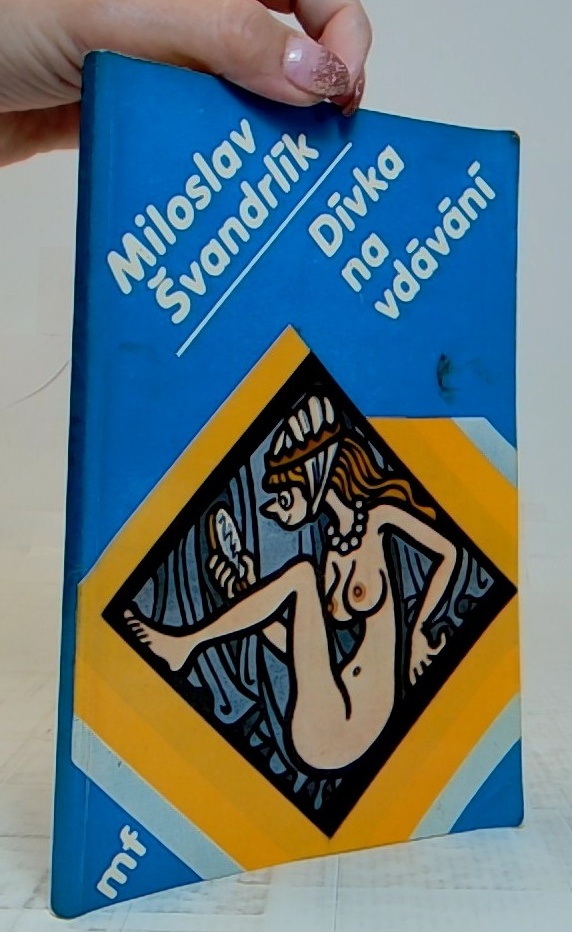 Miloslav
Švandrlík
Dívka
na
vdávání
mf